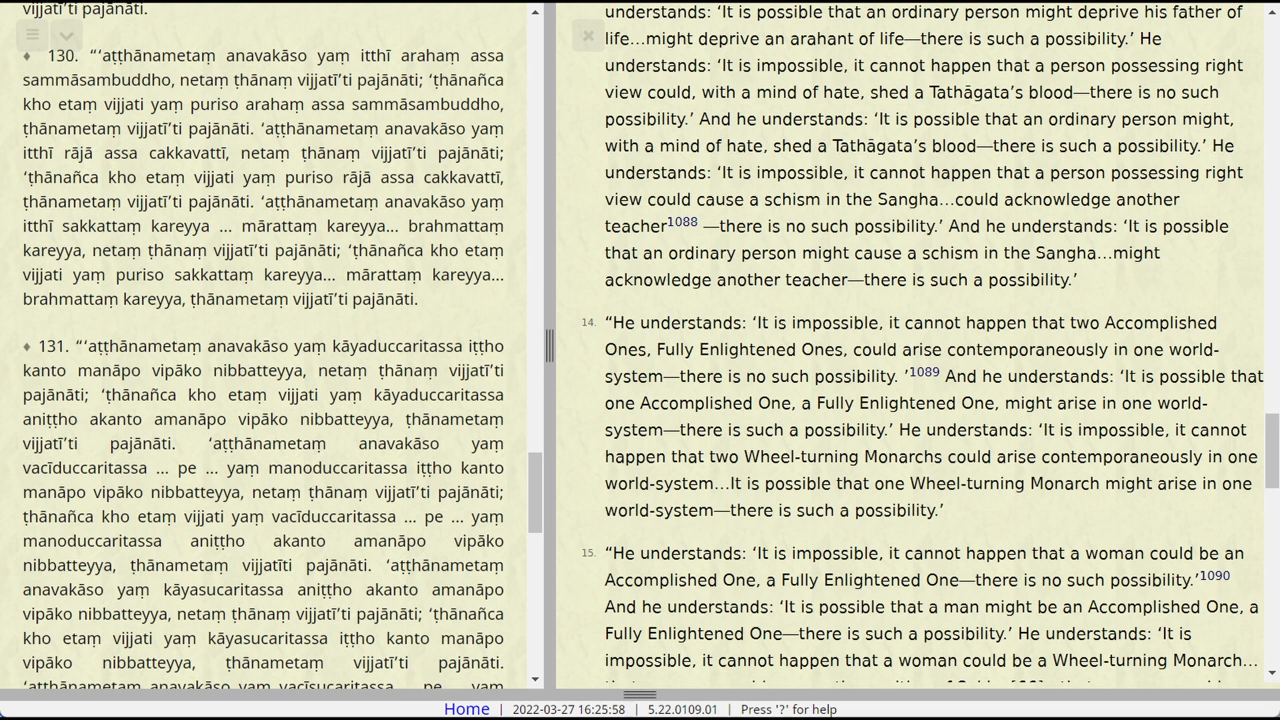 vijjatī’ti pajānāti.
♦ 130. “‘aṭṭhānametaṃ anavakāso yaṃ itthī arahaṃ assa
sammāsambuddho, netaṃ ṭhānaṃ vijjatī’ti pajānāti; ‘ṭhānañca
kho etaṃ vijjati yaṃ puriso arahaṃ assa sammāsambuddho,
ṭhānametaṃ vijjatī’ti pajānāti. ‘aṭṭhānametaṃ anavakāso yaṃ
itthī rājā assa cakkavattī, netaṃ ṭhānaṃ vijjatī’ti pajānāti;
‘ṭhānañca kho etaṃ vijjati yaṃ puriso rājā assa cakkavattī,
ṭhānametaṃ vijjatī’ti pajānāti. ‘aṭṭhānametaṃ anavakāso yaṃ
itthī sakkattaṃ kareyya ... mārattaṃ kareyya... brahmattaṃ
kareyya, netaṃ ṭhānaṃ vijjatī’ti pajānāti; ‘ṭhānañca kho etaṃ
vijjati yaṃ puriso sakkattaṃ kareyya... mārattaṃ kareyya...
brahmattaṃ kareyya, ṭhānametaṃ vijjatī’ti pajānāti.
♦ 131. “‘aṭṭhānametaṃ anavakāso yaṃ kāyaduccaritassa iṭṭho
kanto manāpo vipāko nibbatteyya, netaṃ ṭhānaṃ vijjatī’ti
pajānāti; ‘ṭhānañca kho etaṃ vijjati yaṃ kāyaduccaritassa
aniṭṭho akanto amanāpo vipāko nibbatteyya, ṭhānametaṃ
vijjatī’ti pajānāti. ‘aṭṭhānametaṃ anavakāso yaṃ
vacīduccaritassa ... pe ... yaṃ manoduccaritassa iṭṭho kanto
manāpo vipāko nibbatteyya, netaṃ ṭhānaṃ vijjatī’ti pajānāti;
‘ṭhānañca kho etaṃ vijjati yaṃ vacīduccaritassa ... pe ... yaṃ
manoduccaritassa aniṭṭho akanto amanāpo vipāko
nibbatteyya, ṭhānametaṃ vijjatīti pajānāti. ‘aṭṭhānametaṃ
anavakāso yaṃ kāyasucaritassa aniṭṭho akanto amanāpo
vipāko nibbatteyya, netaṃ ṭhānaṃ vijjatī’ti pajānāti; ‘ṭhānañca
kho etaṃ vijjati yaṃ kāyasucaritassa iṭṭho kanto manāpo
vipāko nibbatteyya, ṭhānametaṃ vijjatī’ti pajānāti.
‘aṭṭhānametaṃ anavakāso yaṃ vacīsucaritassa ... pe ... yaṃ
understands: ‘It is possible that an ordinary person might deprive his father of
life…might deprive an arahant of life—there is such a possibility.’ He
understands: ‘It is impossible, it cannot happen that a person possessing right
view could, with a mind of hate, shed a Tathāgata’s blood—there is no such
possibility.’ And he understands: ‘It is possible that an ordinary person might,
with a mind of hate, shed a Tathāgata’s blood—there is such a possibility.’ He
understands: ‘It is impossible, it cannot happen that a person possessing right
view could cause a schism in the Sangha…could acknowledge another
teacher1088 —there is no such possibility.’ And he understands: ‘It is possible
that an ordinary person might cause a schism in the Sangha…might
acknowledge another teacher—there is such a possibility.’
14. “He understands: ‘It is impossible, it cannot happen that two Accomplished
Ones, Fully Enlightened Ones, could arise contemporaneously in one world-
system—there is no such possibility. ’1089 And he understands: ‘It is possible that
one Accomplished One, a Fully Enlightened One, might arise in one world-
system—there is such a possibility.’ He understands: ‘It is impossible, it cannot
happen that two Wheel-turning Monarchs could arise contemporaneously in one
world-system…It is possible that one Wheel-turning Monarch might arise in one
world-system—there is such a possibility.’
15. “He understands: ‘It is impossible, it cannot happen that a woman could be an
Accomplished One, a Fully Enlightened One—there is no such possibility.’1090
And he understands: ‘It is possible that a man might be an Accomplished One, a
Fully Enlightened One—there is such a possibility.’ He understands: ‘It is
impossible, it cannot happen that a woman could be a Wheel-turning Monarch…
Home | 2022-03-27 16:25:58 | 5.22.0109.01 | Press '?' for help